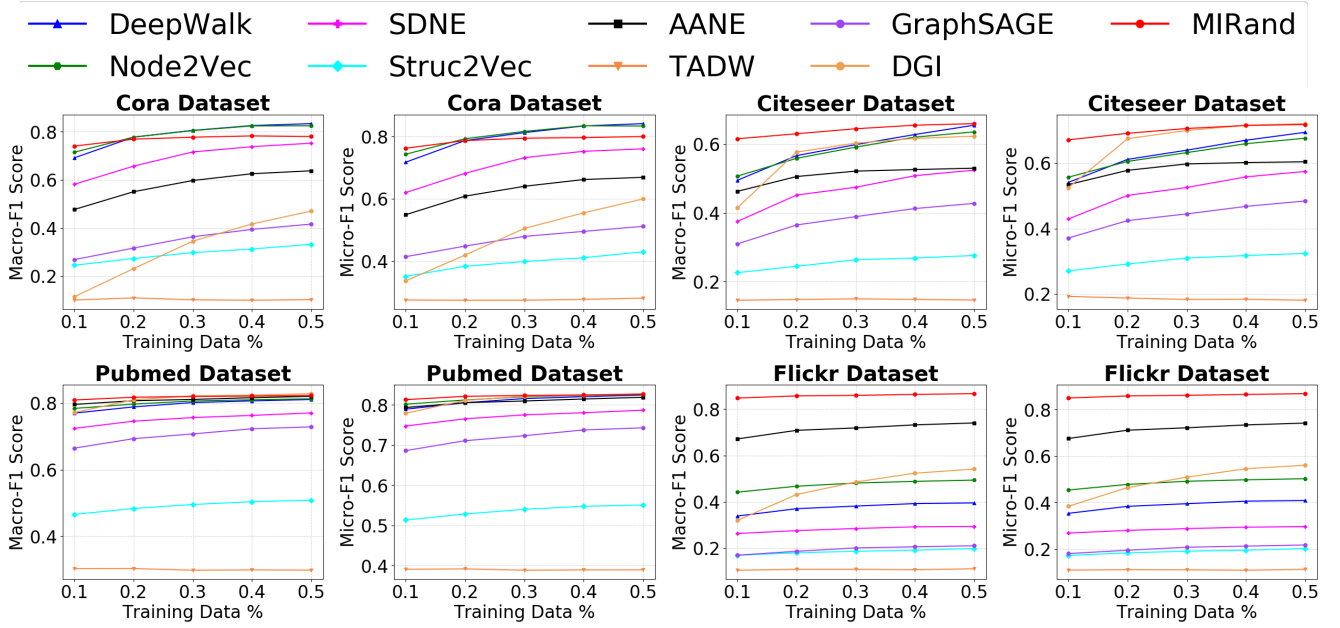 DeepWalk SDNE AANE GraphSAGE MIRand
Node2Vec Struc2Vec TADW DGI
Cora Dataset Cora Dataset Citeseer Dataset Citeseer Dataset
Macro-F1 Score
0.8
0.6
0.4
0.2
0.1 0.2 0.3 0.4 0.5
Training Data %
Micro-F1 Score
0.8
0.6
0.4
0.1 0.2 0.3 0.4 0.5
Training Data %
Macro-F1 Score
0.6
0.4
0.2
0.1 0.2 0.3 0.4 0.5
Training Data %
Micro-F1 Score
0.6
0.4
0.2
0.1 0.2 0.3 0.4 0.5
Training Data %
Pubmed Dataset Pubmed Dataset Flickr Dataset Flickr Dataset
Macro-F1 Score
0.8
0.6
0.4
0.1 0.2 0.3 0.4 0.5
Training Data %
Micro-F1 Score
0.8
0.7
0.6
0.5
0.4
0.1 0.2 0.3 0.4 0.5
Training Data %
Macro-F1 Score
0.8
0.6
0.4
0.2
0.1 0.2 0.3 0.4 0.5
Training Data %
Micro-F1 Score
0.8
0.6
0.4
0.2
0.1 0.2 0.3 0.4 0.5
Training Data %